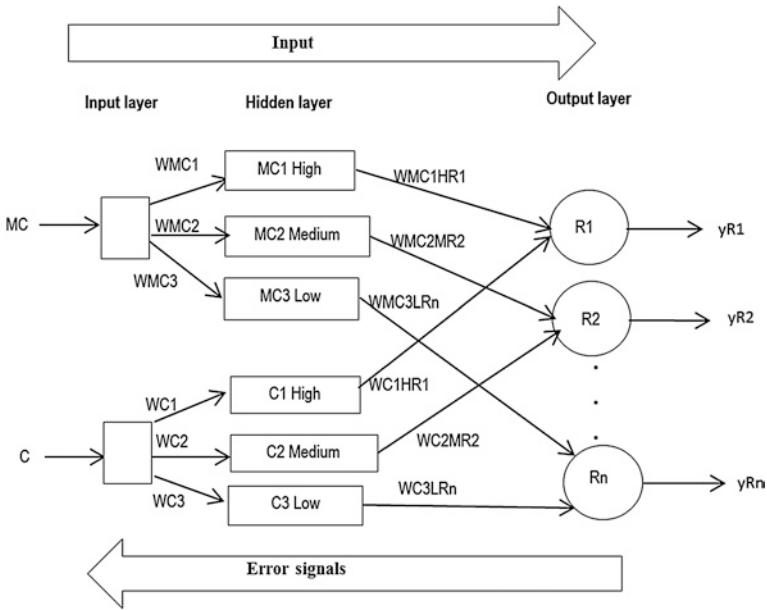 Input
Input layer
Hidden layer
Output layer
WMC1
MC1 High
WMC1HR1
MC
WMC2
MC2 Medium
WMC2MR2
R1
yR1
WMC3
MC3 Low
WMC3LRn
R2
yR2
WC1
C1 High
WC1HR1
C
WC2
C2 Medium
WC2MR2
WC3
C3 Low
WC3LRn
Rn
yRn
Error signals